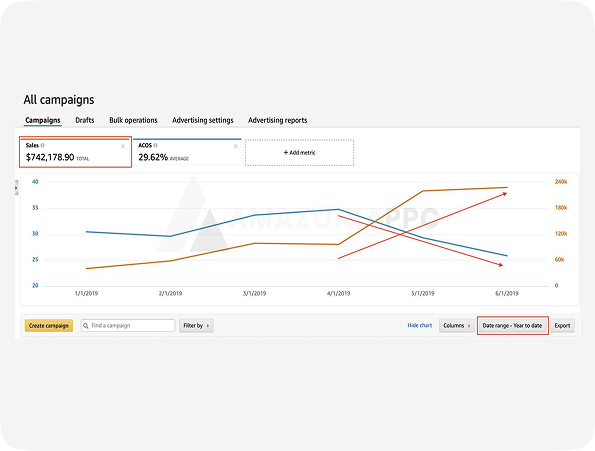 All campaigns
Campaigns Drafts Bulk operations Advertising settings Advertising reports
Sales ACOS
$742,178.90 TOTAL 29.62% AVERAGE + Add metric
40 240k
35 180k
AMAZON PPC
30 120k
25 60k
20 0
1/1/2019 2/1/2019 3/1/2019 4/1/2019 5/1/2019 6/1/2019
Create campaign Find a campaign Filter by Hide chart Columns Date range - Year to date Export